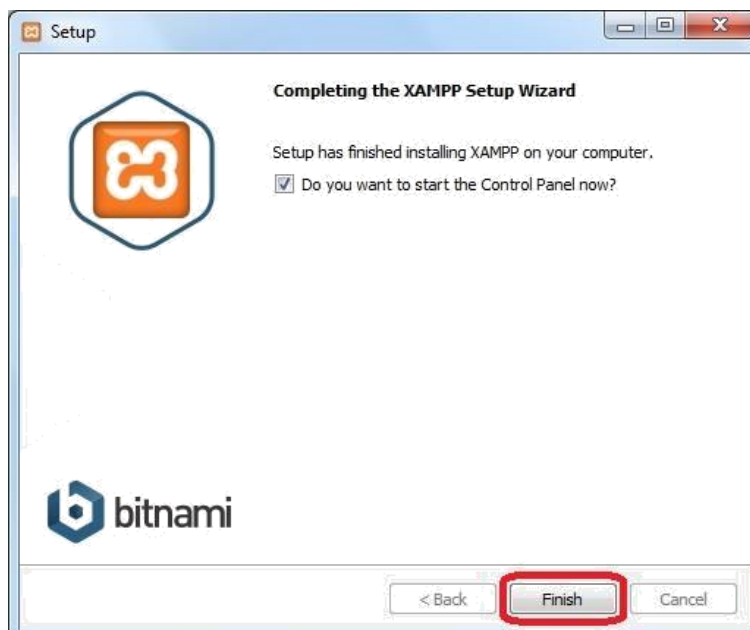 Setup
Completing the XAMPP Setup Wizard
Setup has finished installing XAMPP on your computer.
Do you want to start the Control Panel now?
bitnami
< Back
Finish
Cancel